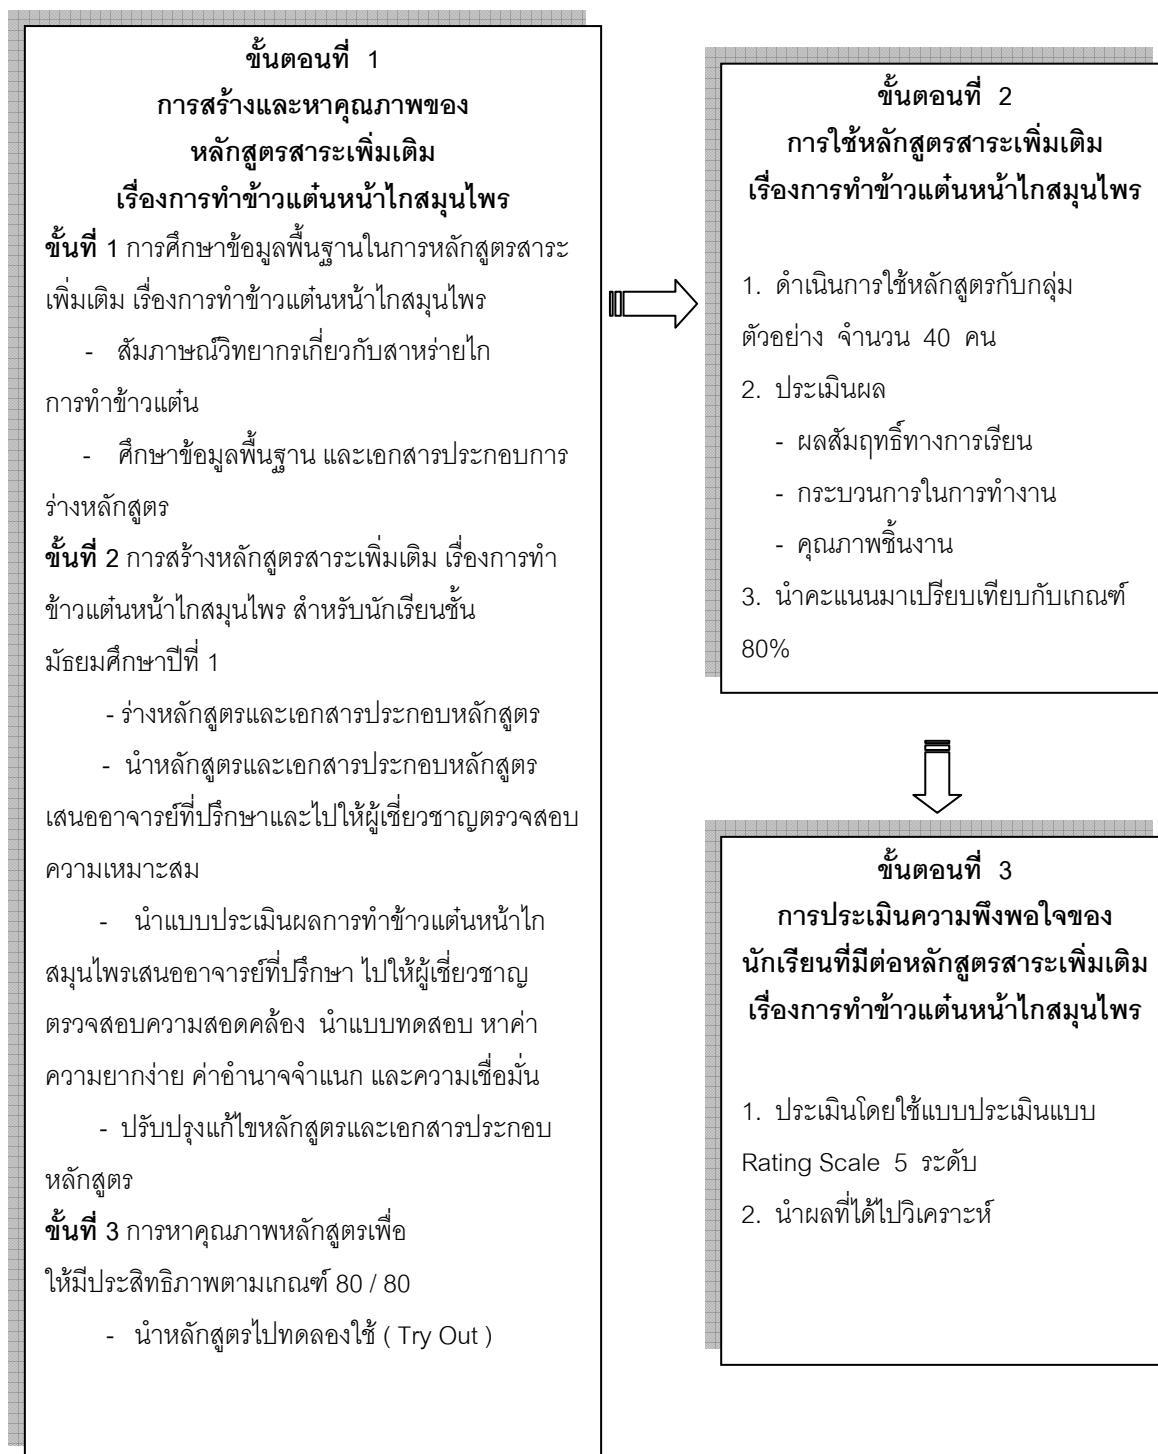 ขั้นตอนที่ 1
การสร้างและหาคุณภาพของ
หลักสูตรสาระเพิ่มเติม
เรื่องการทำข้าวแต๋นหน้าไกสมุนไพร
ขั้นที่ 1 การศึกษาข้อมูลพื้นฐานในการหลักสูตรสาระ
เพิ่มเติม เรื่องการทำข้าวแต๋นหน้าไกสมุนไพร
- สัมภาษณ์วิทยากรเกี่ยวกับสาหร่ายไก
การทำข้าวแต๋น
- ศึกษาข้อมูลพื้นฐาน และเอกสารประกอบการ
ร่างหลักสูตร
ขั้นที่ 2 การสร้างหลักสูตรสาระเพิ่มเติม เรื่องการทำ
ข้าวแต๋นหน้าไกสมุนไพร สำหรับนักเรียนชั้น
มัธยมศึกษาปีที่ 1
- ร่างหลักสูตรและเอกสารประกอบหลักสูตร
- นำหลักสูตรและเอกสารประกอบหลักสูตร
เสนออาจารย์ที่ปรึกษาและไปให้ผู้เชี่ยวชาญตรวจสอบ
ความเหมาะสม
- นำแบบประเมินผลการทำข้าวแต๋นหน้าไก
สมุนไพรเสนออาจารย์ที่ปรึกษา ไปให้ผู้เชี่ยวชาญ
ตรวจสอบความสอดคล้อง นำแบบทดสอบ หาค่า
ความยากง่าย ค่าอำนาจจำแนก และความเชื่อมั่น
- ปรับปรุงแก้ไขหลักสูตรและเอกสารประกอบ
หลักสูตร
ขั้นที่ 3 การหาคุณภาพหลักสูตรเพื่อ
ให้มีประสิทธิภาพตามเกณฑ์ 80 / 80
- นำหลักสูตรไปทดลองใช้ ( Try Out )
ขั้นตอนที่ 2
การใช้หลักสูตรสาระเพิ่มเติม
เรื่องการทำข้าวแต๋นหน้าไกสมุนไพร
1. ดำเนินการใช้หลักสูตรกับกลุ่ม
ตัวอย่าง จำนวน 40 คน
2. ประเมินผล
- ผลสัมฤทธิ์ทางการเรียน
- กระบวนการในการทำงาน
- คุณภาพชิ้นงาน
3. นำคะแนนมาเปรียบเทียบกับเกณฑ์
80%
ขั้นตอนที่ 3
การประเมินความพึงพอใจของ
นักเรียนที่มีต่อหลักสูตรสาระเพิ่มเติม
เรื่องการทำข้าวแต๋นหน้าไกสมุนไพร
1. ประเมินโดยใช้แบบประเมินแบบ
Rating Scale 5 ระดับ
2. นำผลที่ได้ไปวิเคราะห์